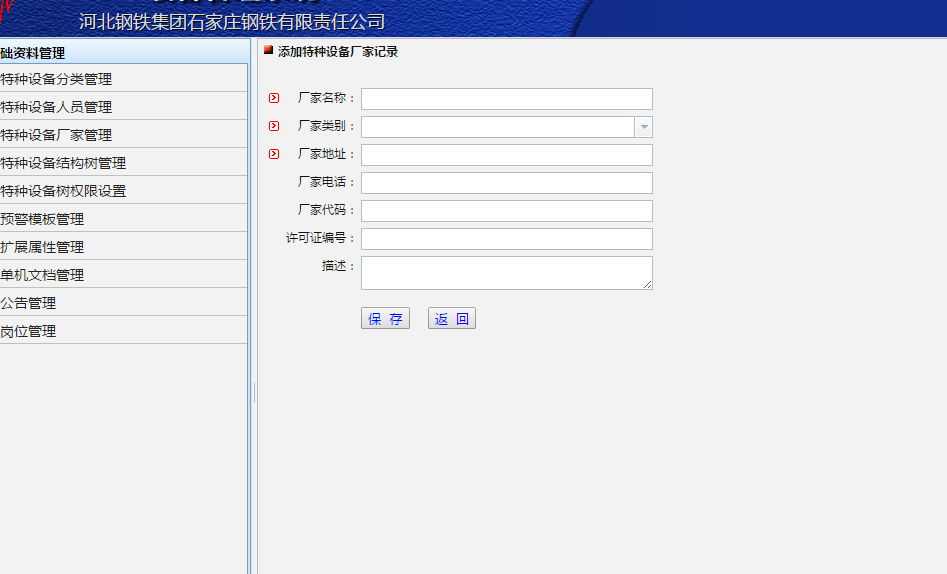 河北钢铁集团石家庄钢铁有限责任公司
础资料管理
特种设备分类管理
特种设备人员管理
特种设备厂家管理
特种设备结构树管理
特种设备树权限设置
预警模板管理
扩展属性管理
单机文档管理
公告管理
岗位管理
添加特种设备厂家记录
厂家名称：
厂家类别：
厂家地址：
厂家电话：
厂家代码：
许可证编号：
描述：
保 存 返 回